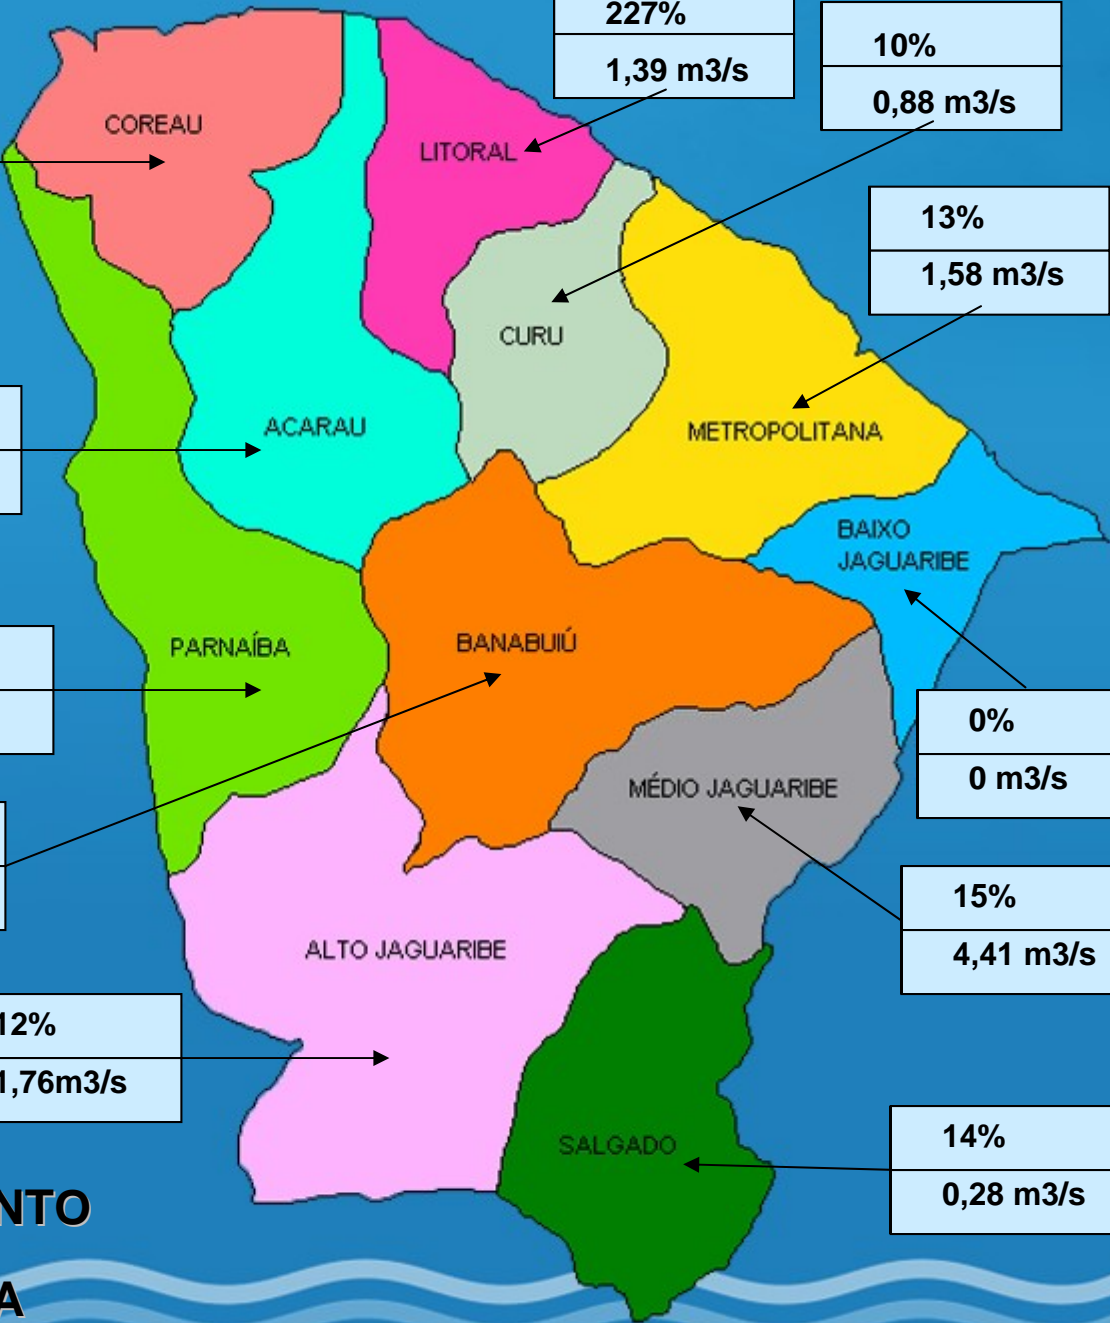 227%
1,39 m3/s
10%
0,88 m3/s
COREAU
LITORAL
13%
1,58 m3/s
CURU
ACARAU
METROPOLITANA
BAIXO
JAGUARIBE
PARNAÍBA
BANABUIÚ
0%
0 m3/s
MÉDIO JAGUARIBE
15%
4,41 m3/s
ALTO JAGUARIBE
12%
1,76m3/s
14%
0,28 m3/s
SALGADO
NTO
A